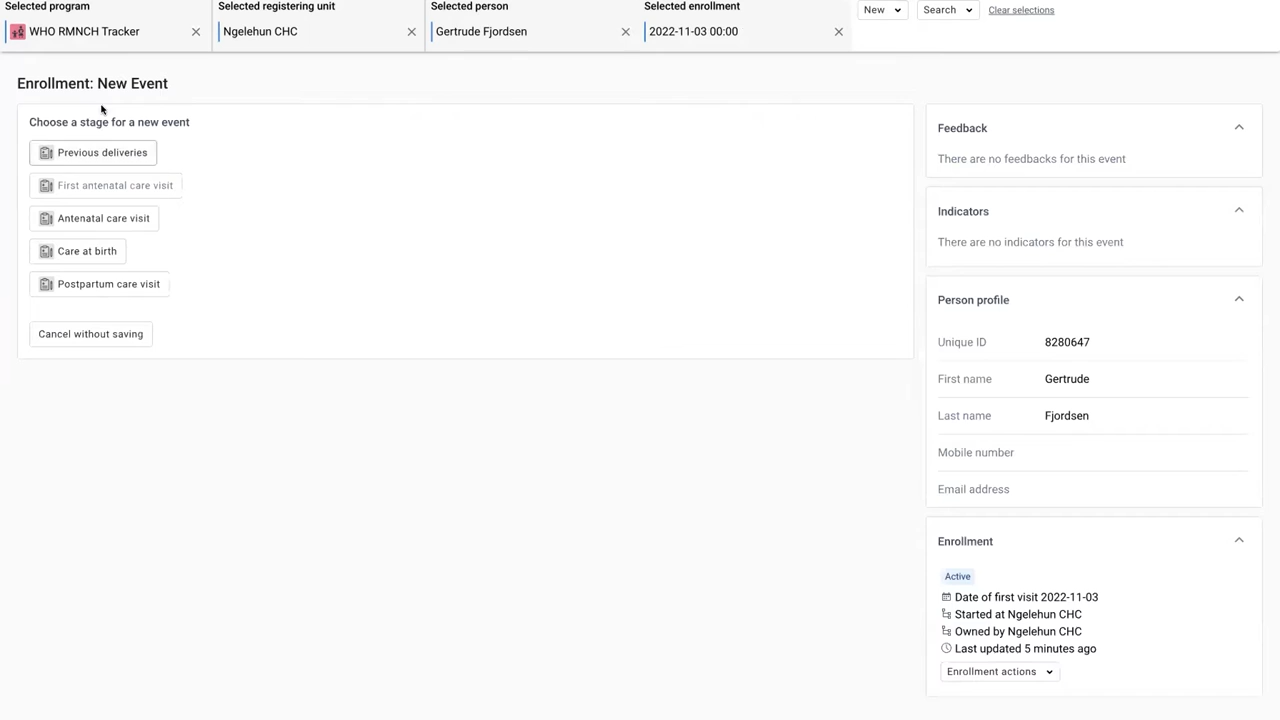 Selected program
Selected registering unit
Selected person
Selected enrollment
WHO RMNCH Tracker
Ngelehun CHC
Gertrude Fjordsen
2022-11-03 00:00
New
Search
Clear selections
Enrollment: New Event
Choose a stage for a new event
Previous deliveries
First antenatal care visit
Antenatal care visit
Care at birth
Postpartum care visit
Cancel without saving
Feedback
There are no feedbacks for this event
Indicators
There are no indicators for this event
Person profile
Unique ID 8280647
First name Gertrude
Last name Fjordsen
Mobile number
Email address
Enrollment
Active
Date of first visit 2022-11-03
Started at Ngelehun CHC
Owned by Ngelehun CHC
Last updated 5 minutes ago
Enrollment actions